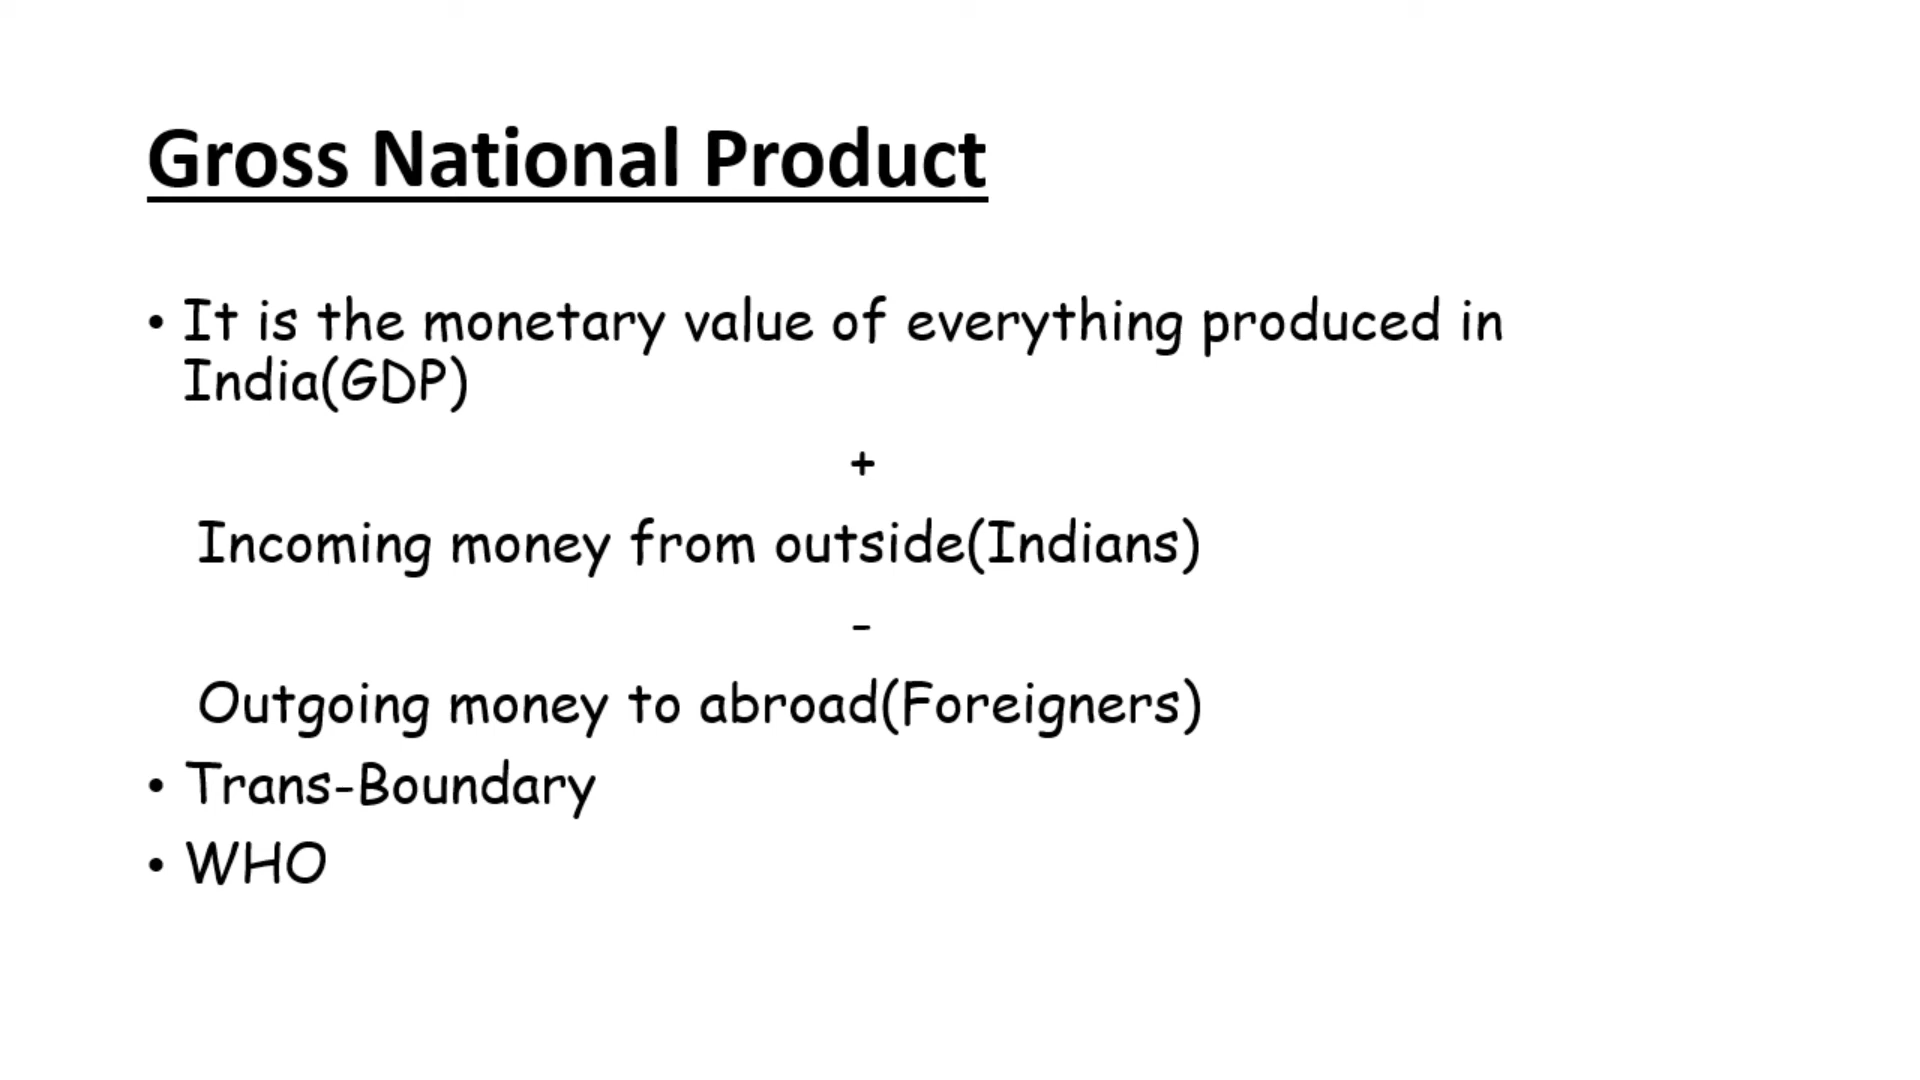 Gross National Product
• It is the monetary value of everything produced in
India(GDP)
+
Incoming money from outside(Indians)
-
Outgoing money to abroad(Foreigners)
• Trans-Boundary
• WHO